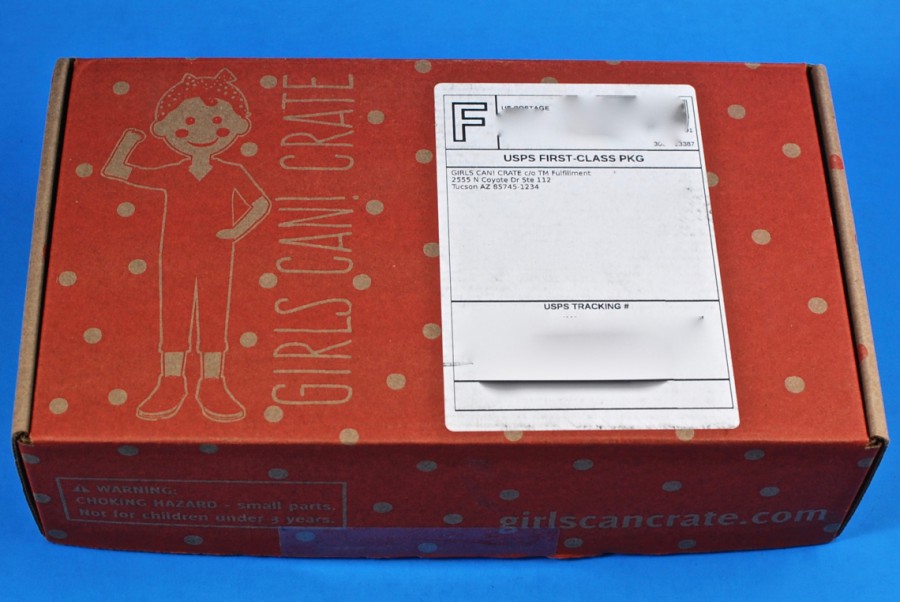 GIRLS CAN! CRATE
F
US POSTAGE
USPS FIRST-CLASS PKG
GIRLS CAN! CRATE c/o TM Fulfillment
2555 N Coyote Dr Ste 112
Tucson AZ 85745-1234
USPS TRACKING #
WARNING:
CHOKING HAZARD - small parts.
Not for children under 3 years.
girlscancrate.com